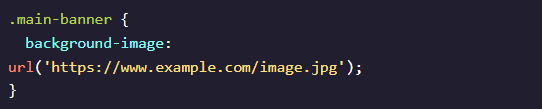 .main-banner {
  background-image:
url('https://www.example.com/image.jpg');
}